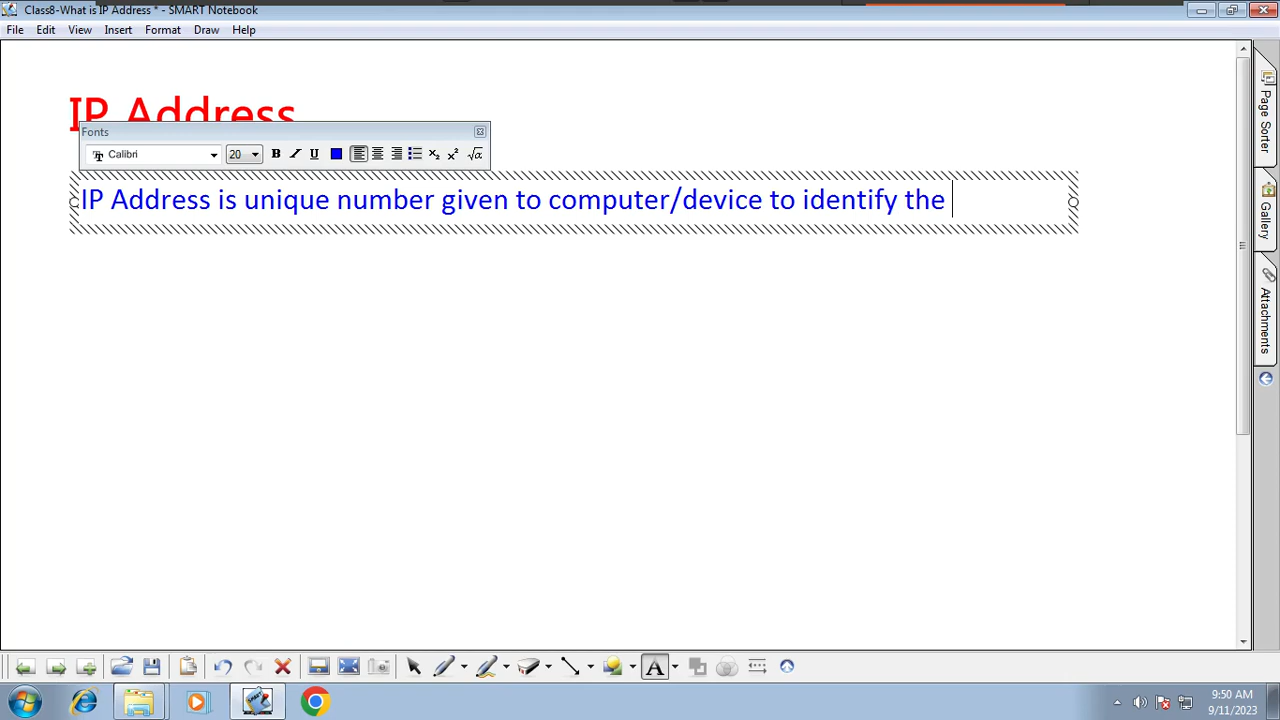 Class8-What is IP Address * - SMART Notebook
File Edit View Insert Format Draw Help
IP Address
Fonts
Calibri 20 B I U
IP Address is unique number given to computer/device to identify the
Page Sorter
Gallery
Attachments
9:50 AM
9/11/2023